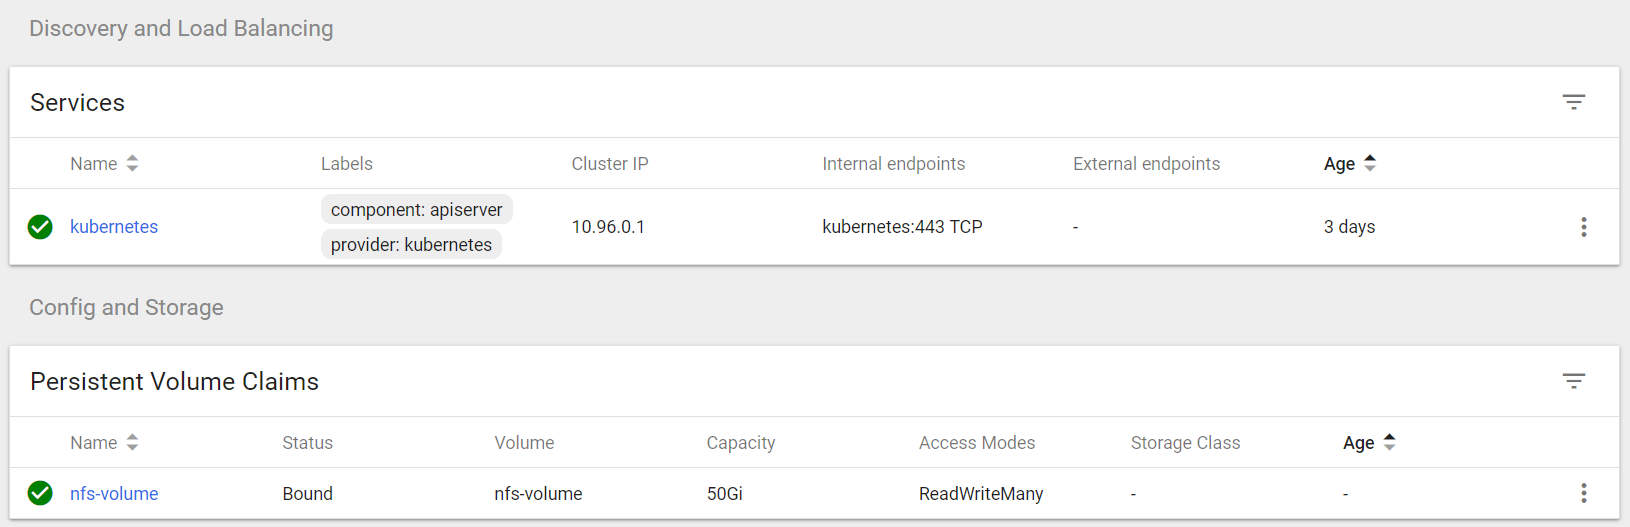 Discovery and Load Balancing
Services
Name Labels Cluster IP Internal endpoints External endpoints Age
kubernetes component: apiserver provider: kubernetes 10.96.0.1 kubernetes:443 TCP - 3 days
Config and Storage
Persistent Volume Claims
Name Status Volume Capacity Access Modes Storage Class Age
nfs-volume Bound nfs-volume 50Gi ReadWriteMany - -